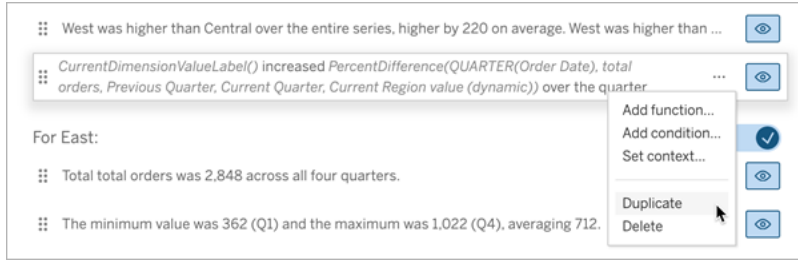 West was higher than Central over the entire series, higher by 220 on average. West was higher than ...
CurrentDimensionValueLabel() increased PercentDifference(QUARTER(Order Date), total
orders, Previous Quarter, Current Quarter, Current Region value (dynamic)) over the quarter
...
Add function...
Add condition...
Set context...
Duplicate
Delete
For East:
Total total orders was 2,848 across all four quarters.
The minimum value was 362 (Q1) and the maximum was 1,022 (Q4), averaging 712.